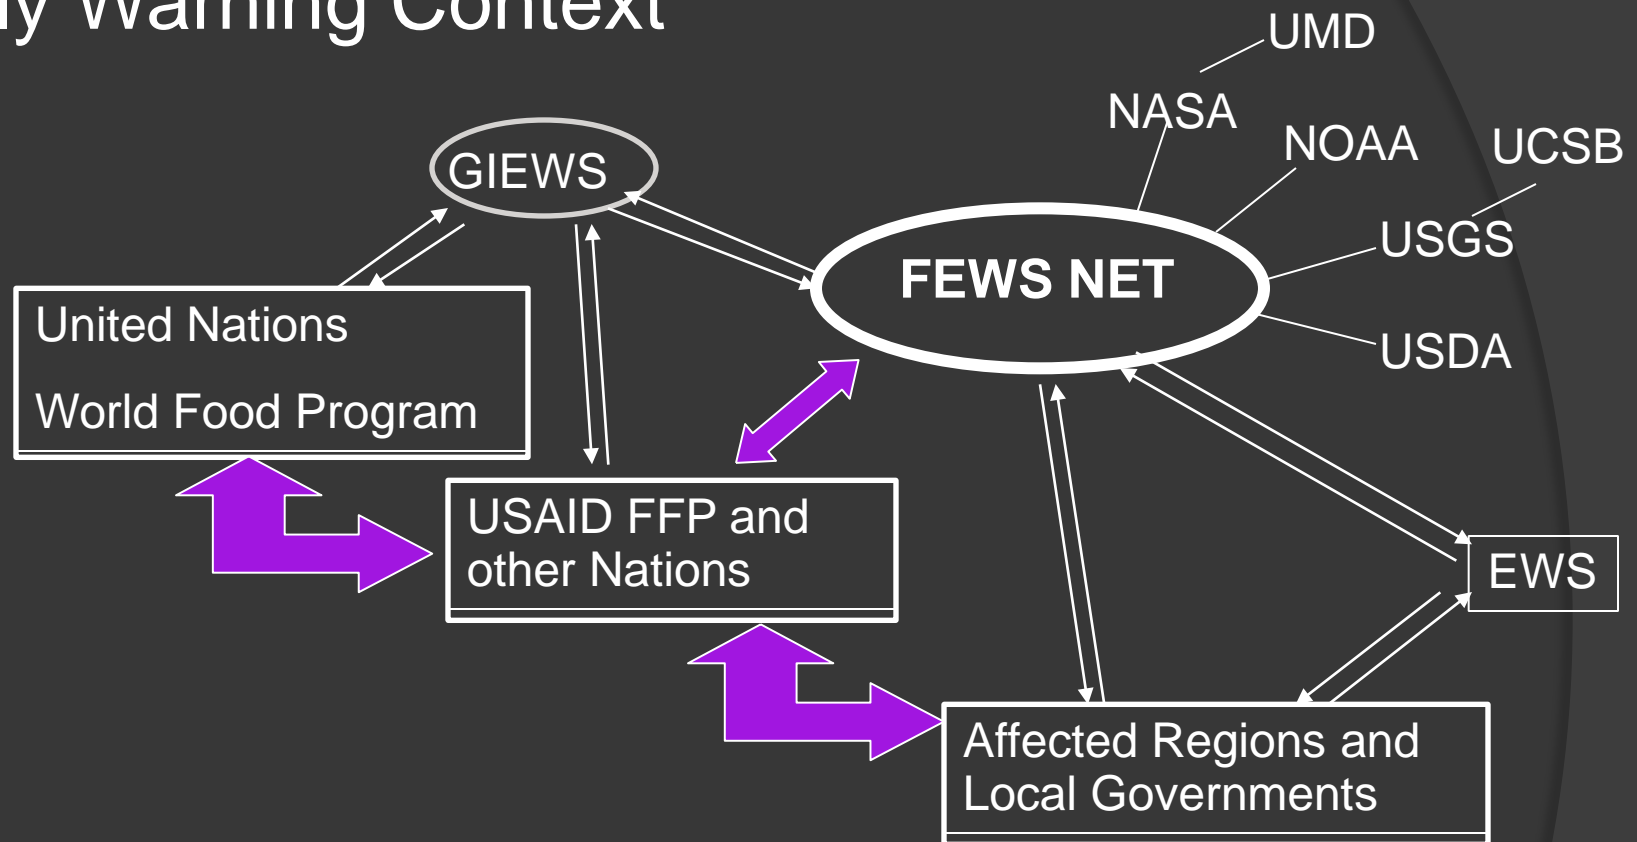 ly Warning Context
UMD
NASA
NOAA
UCSB
GIEWS
USGS
FEWS NET
United Nations
USDA
World Food Program
USAID FFP and
other Nations
EWS
Affected Regions and
Local Governments